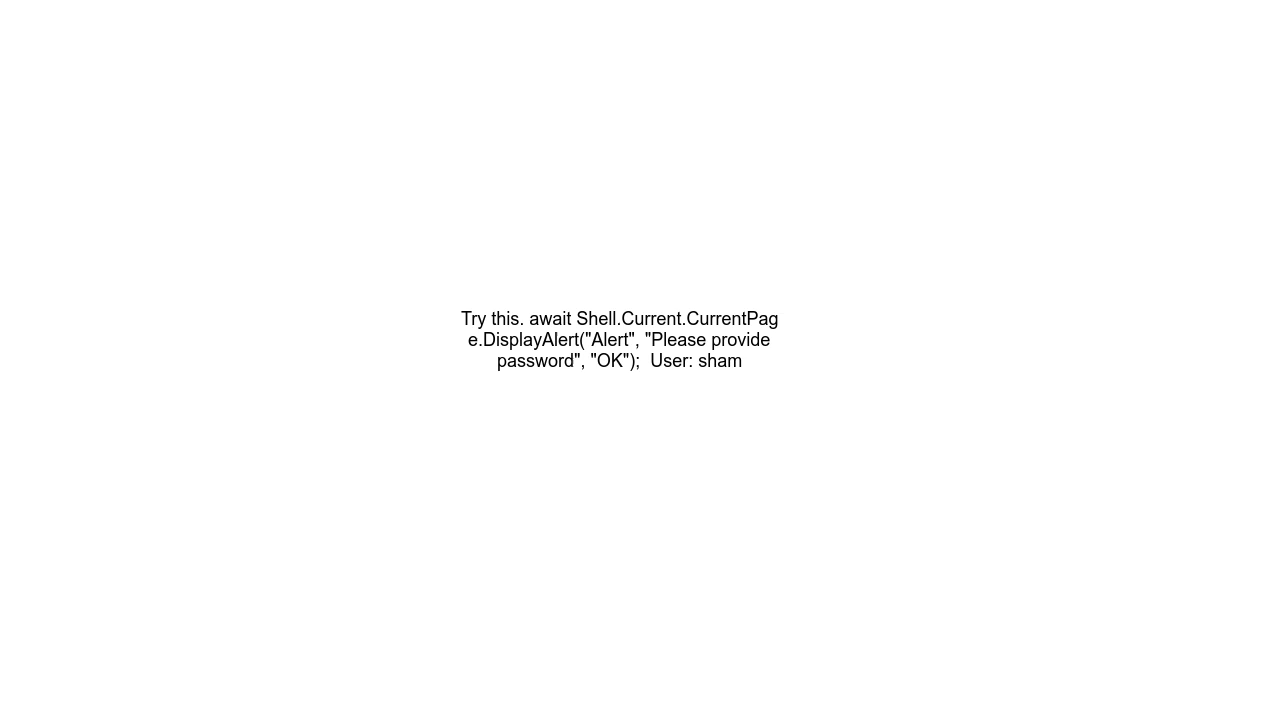 Try this. await Shell.Current.CurrentPag
e.DisplayAlert("Alert", "Please provide
password", "OK");  User: sham